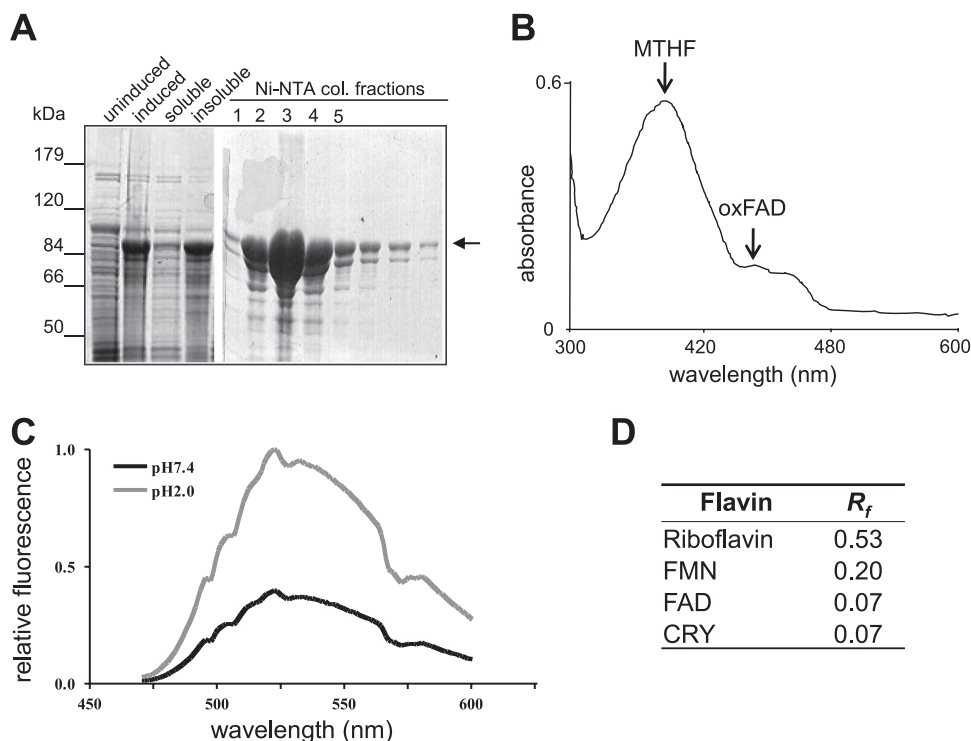 A
uninduced
induced
soluble
insoluble
Ni-NTA col. fractions
1 2 3 4 5
kDa
179
120
84
66
50
B
MTHF
oxFAD
0.6
0
absorbance
300 420 480 600
wavelength (nm)
C
pH7.4
pH2.0
1.0
0.5
0.0
relative fluorescence
450 500 550 600
wavelength (nm)
D
Flavin Rf
Riboflavin 0.53
FMN 0.20
FAD 0.07
CRY 0.07